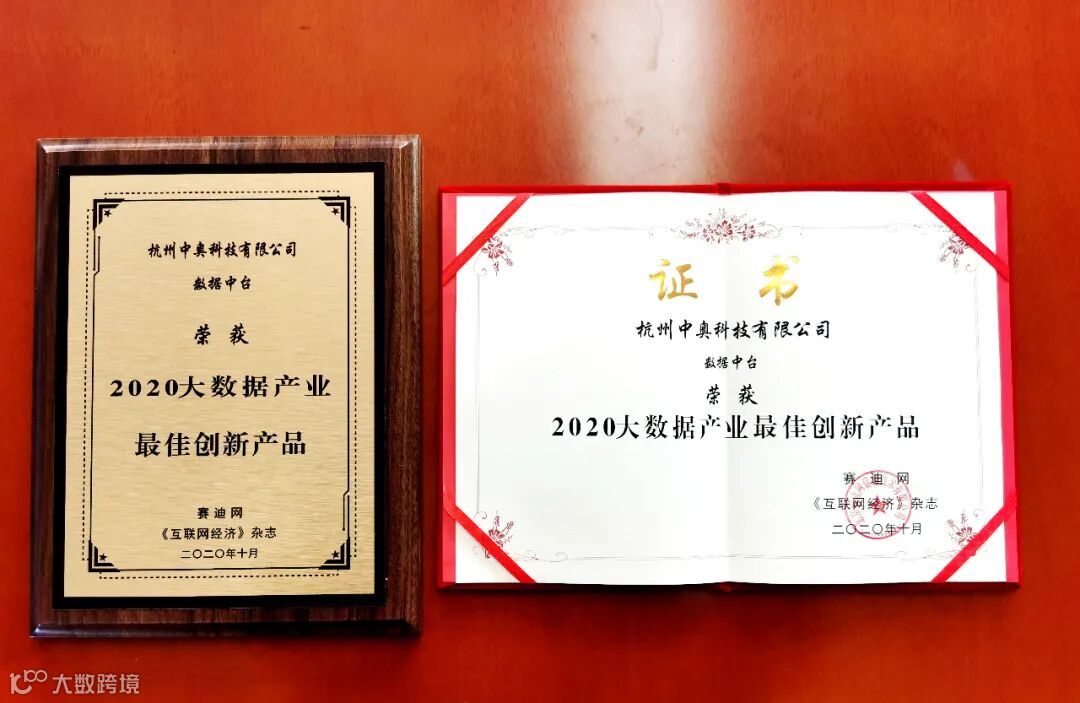 杭州中奥科技有限公司
数据中台
荣获
2020大数据产业
最佳创新产品
赛迪网
《互联网经济》杂志
二〇二〇年十月
证书
杭州中奥科技有限公司
数据中台
荣获
2020大数据产业最佳创新产品
赛迪网
《互联网经济》杂志
二〇二〇年十月
大数跨境